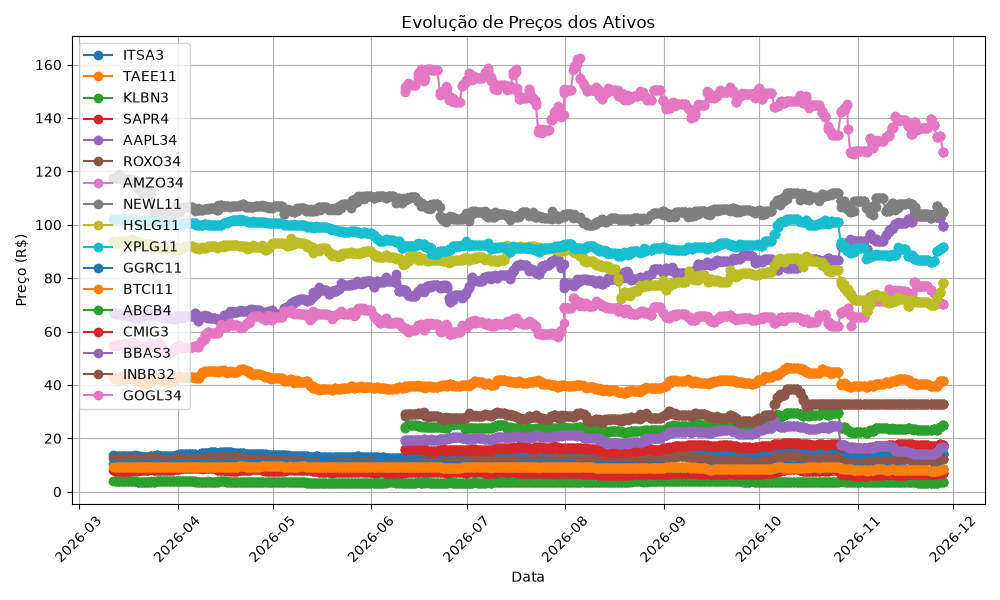 Evolução de Preços dos Ativos
Preço (R$)
160
140
120
100
80
60
40
20
0
ITSA3
TAEE11
KLBN3
SAPR4
AAPL34
ROXO34
AMZO34
NEWL11
HSLG11
XPLG11
GGRC11
BTCI11
ABCB4
CMIG3
BBAS3
INBR32
GOGL34
2026-03
2026-04
2026-05
2026-06
2026-07
2026-08
2026-09
2026-10
2026-11
2026-12
Data